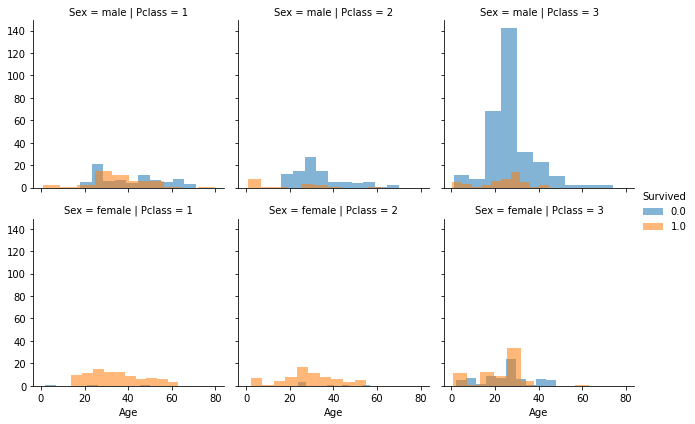 Sex = male | Pclass = 1
Sex = male | Pclass = 2
Sex = male | Pclass = 3
140
120
100
80
60
40
20
0
Sex = female | Pclass = 1
Sex = female | Pclass = 2
Sex = female | Pclass = 3
Survived
0.0
1.0
140
120
100
80
60
40
20
0
0 20 40 60 80
0 20 40 60 80
0 20 40 60 80
Age
Age
Age